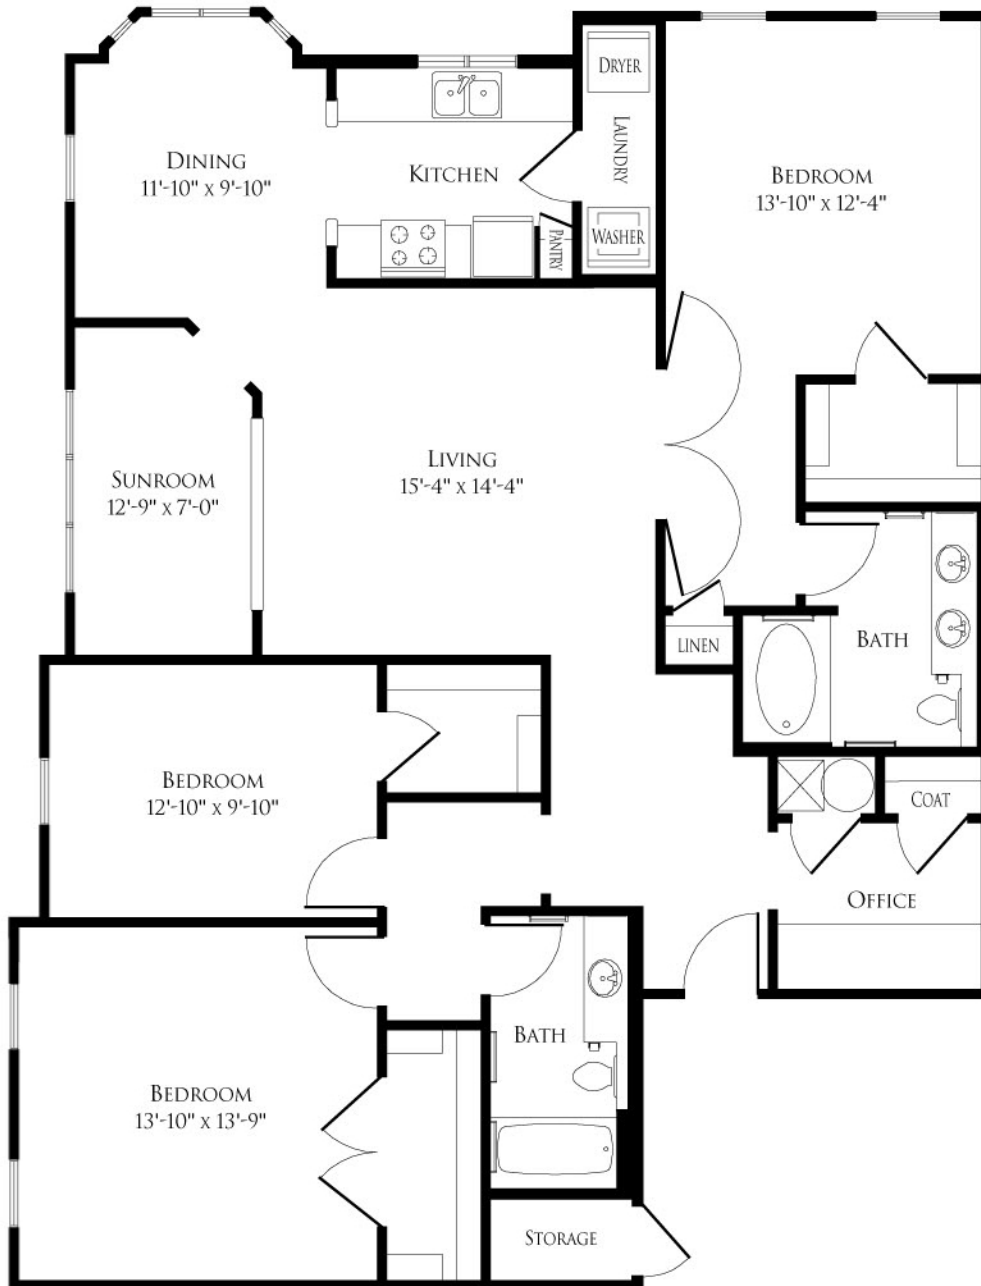 DRYER
LAUNDRY
DINING
11'-10" X 9'-10"
KITCHEN
BEDROOM
13'-10" X 12'-4"
WASHER
PANTRY
LIVING
15'-4" X 14'-4"
SUNROOM
12'-9" X 7'-0"
LINEN
BATH
BEDROOM
12'-10" X 9'-10"
COAT
OFFICE
BATH
BEDROOM
13'-10" X 13'-9"
STORAGE